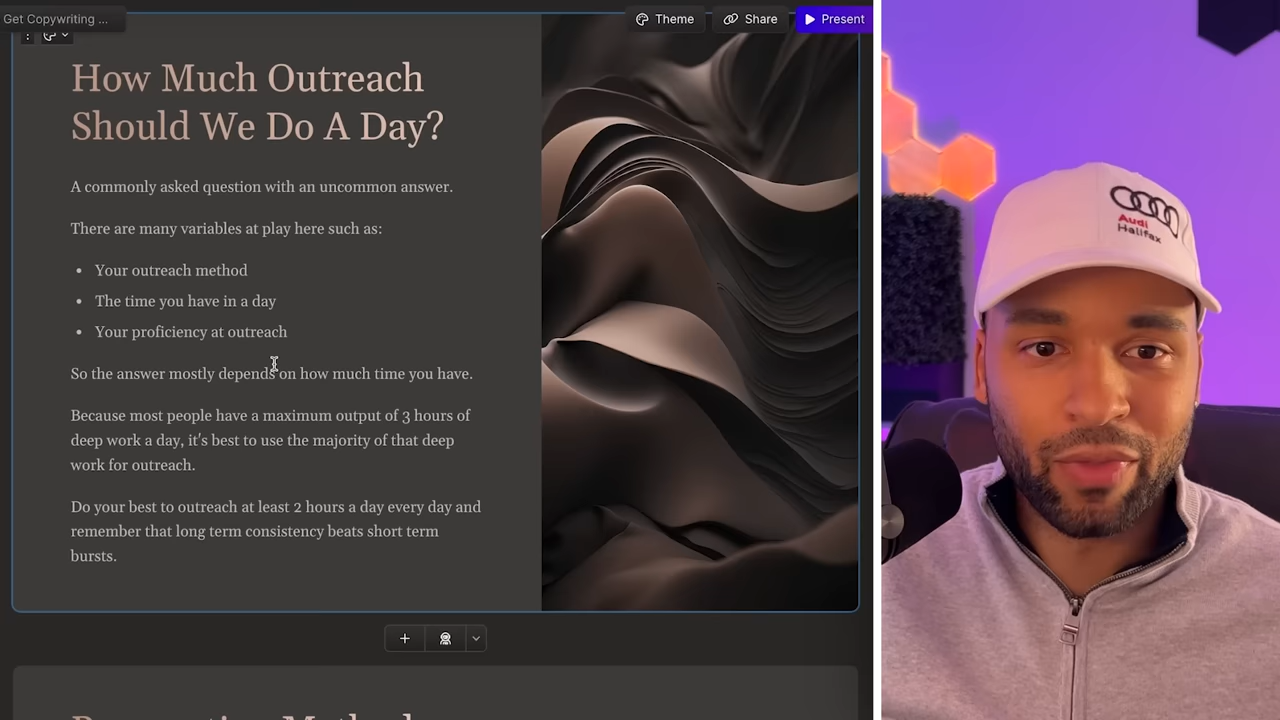 Get Copywriting ...
Theme
Share
Present
How Much Outreach
Should We Do A Day?
A commonly asked question with an uncommon answer.
There are many variables at play here such as:
• Your outreach method
• The time you have in a day
• Your proficiency at outreach
So the answer mostly depends on how much time you have.
Because most people have a maximum output of 3 hours of
deep work a day, it's best to use the majority of that deep
work for outreach.
Do your best to outreach at least 2 hours a day every day and
remember that long term consistency beats short term
bursts.
Audi
Halifax